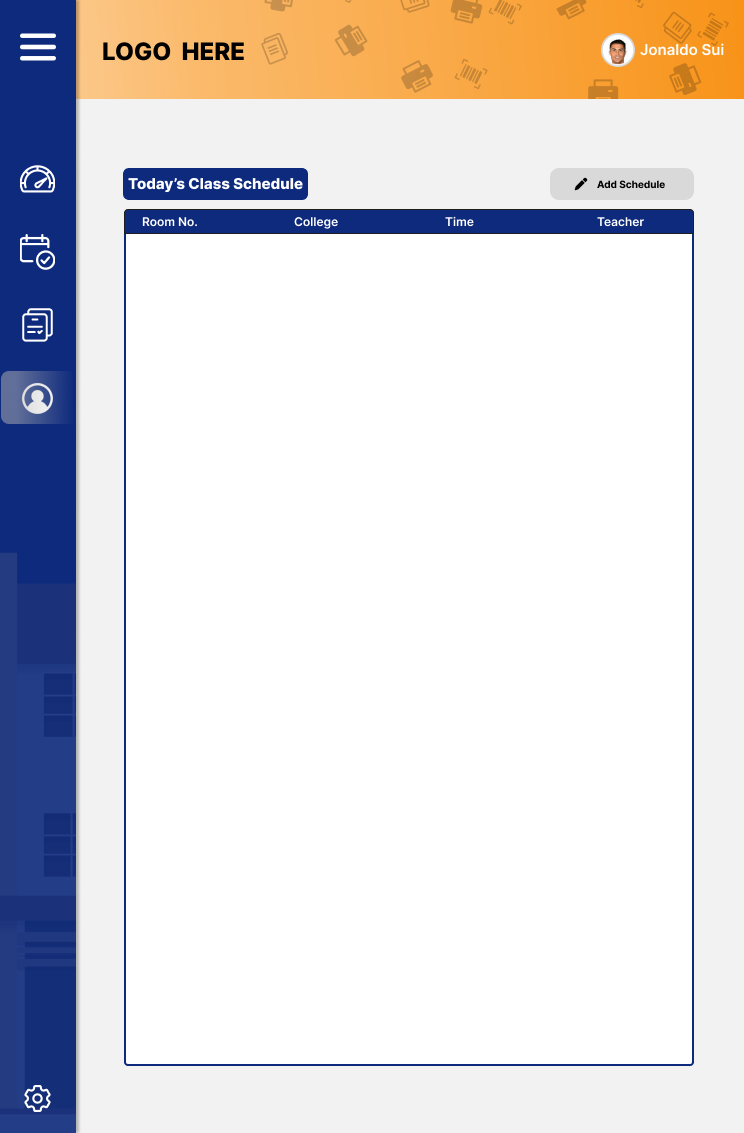 LOGO HERE
Jonaldo Sui
Today's Class Schedule
Add Schedule
Room No. College Time Teacher